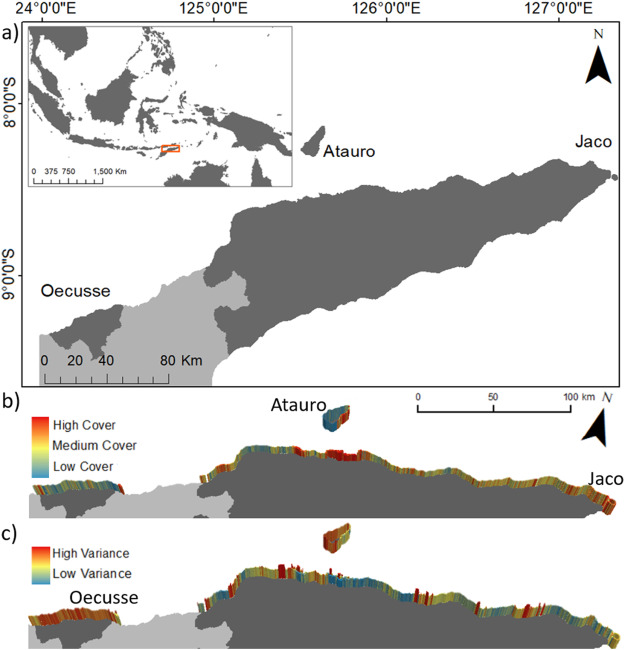 24°0'0"E 125°0'0"E 126°0'0"E 127°0'0"E
a)
N
8°0'0"S
Atauro
Jaco
0 375 750 1,500 Km
9°0'0"S
Oecusse
0 20 40 80 Km
b)
Atauro
0 50 100 km
N
High Cover
Medium Cover
Low Cover
Jaco
c)
High Variance
Low Variance
Oecusse